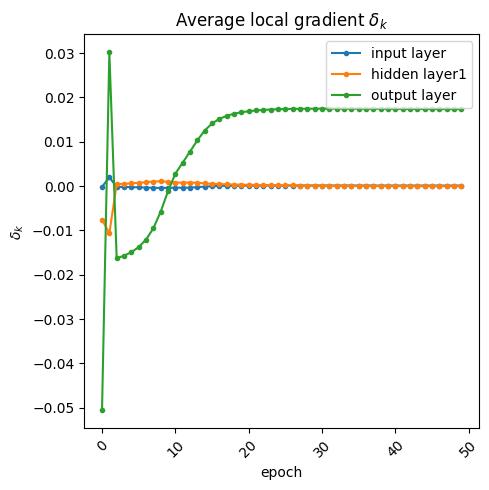 Average local gradient δₖ
input layer
hidden layer1
output layer
0.03
0.02
0.01
0.00
−0.01
−0.02
−0.03
−0.04
−0.05
δₖ
0
10
20
30
40
50
epoch